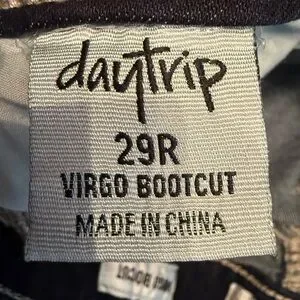 daytrip
29R
VIRGO BOOTCUT
MADE IN CHINA